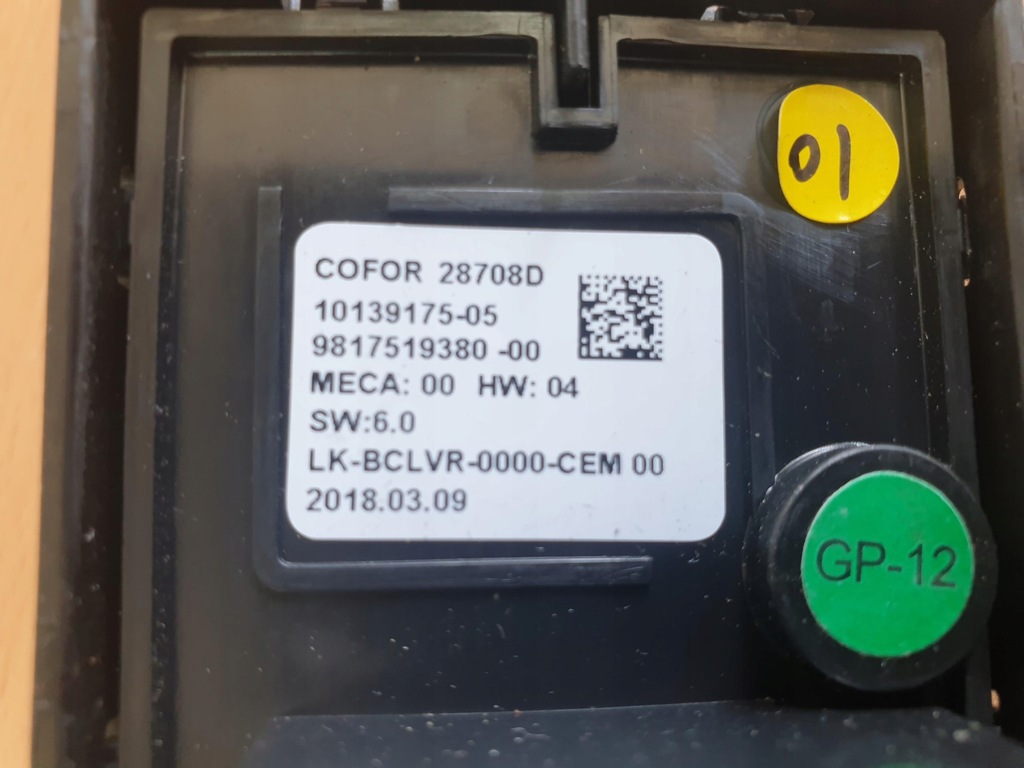 01
COFOR 28708D
10139175-05
9817519380 -00
MECA: 00 HW: 04
SW:6.0
LK-BCLVR-0000-CEM 00
2018.03.09
GP-12